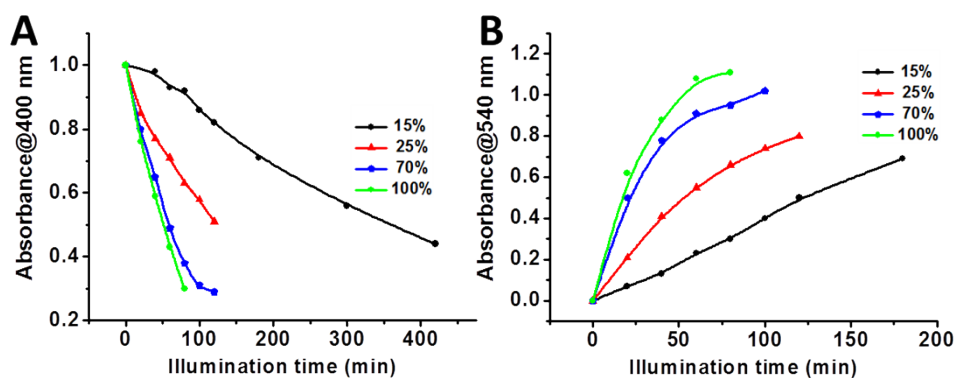 A
Absorbance@400 nm
1.0
0.8
0.6
0.4
0.2
0 100 200 300 400
Illumination time (min)
15%
25%
70%
100%
B
Absorbance@540 nm
1.2
1.0
0.8
0.6
0.4
0.2
0.0
0 50 100 150 200
Illumination time (min)
15%
25%
70%
100%